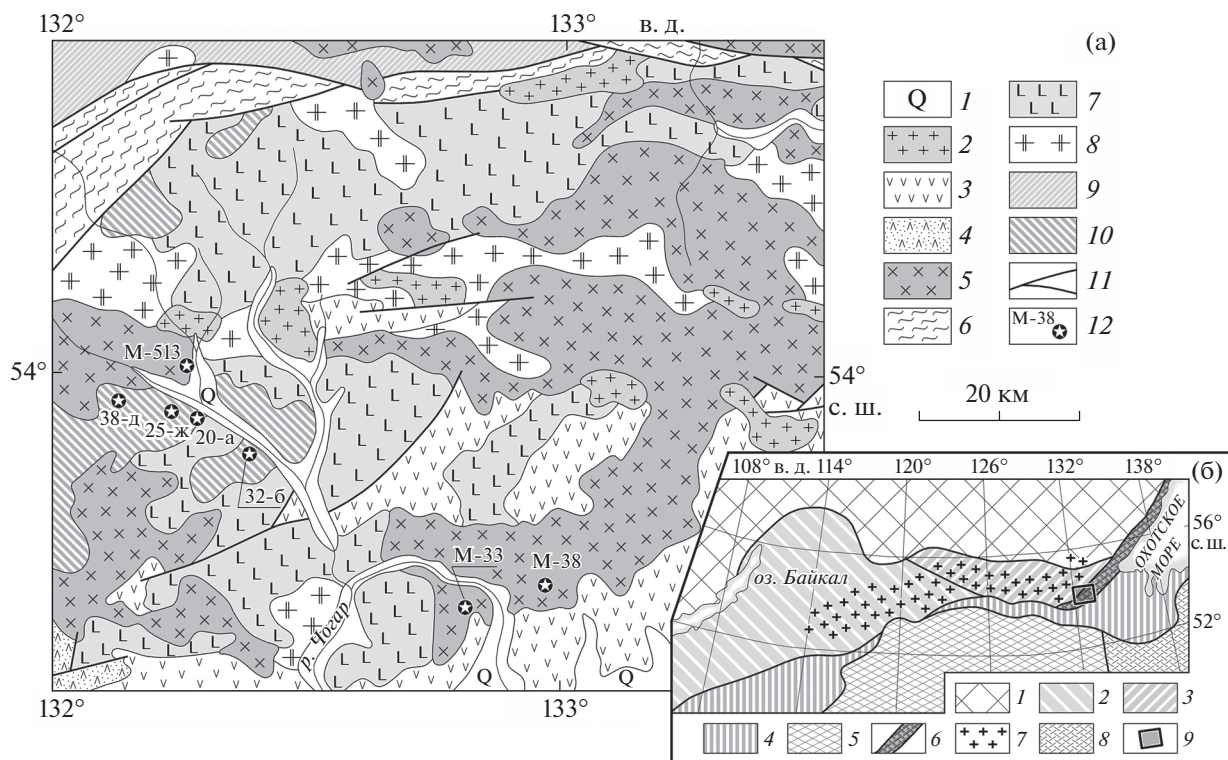 132° 133° в. д.
(а)
Q 1 7
2 8
3 9
4 10
5 11
6 М-38 12
54° М-513 54°
с. ш.
Q
38-д
25-ж
20-а
20 км
32-б
М-33
М-38
р. Чогар
Q Q
132° 133°
108° в. д. 114° 120° 126° 132° 138° (б)
56°
с. ш.
ОХОТСКОЕ
МОРЕ
оз. Байкал
52°
1 2 3
4 5 6 7 8 9